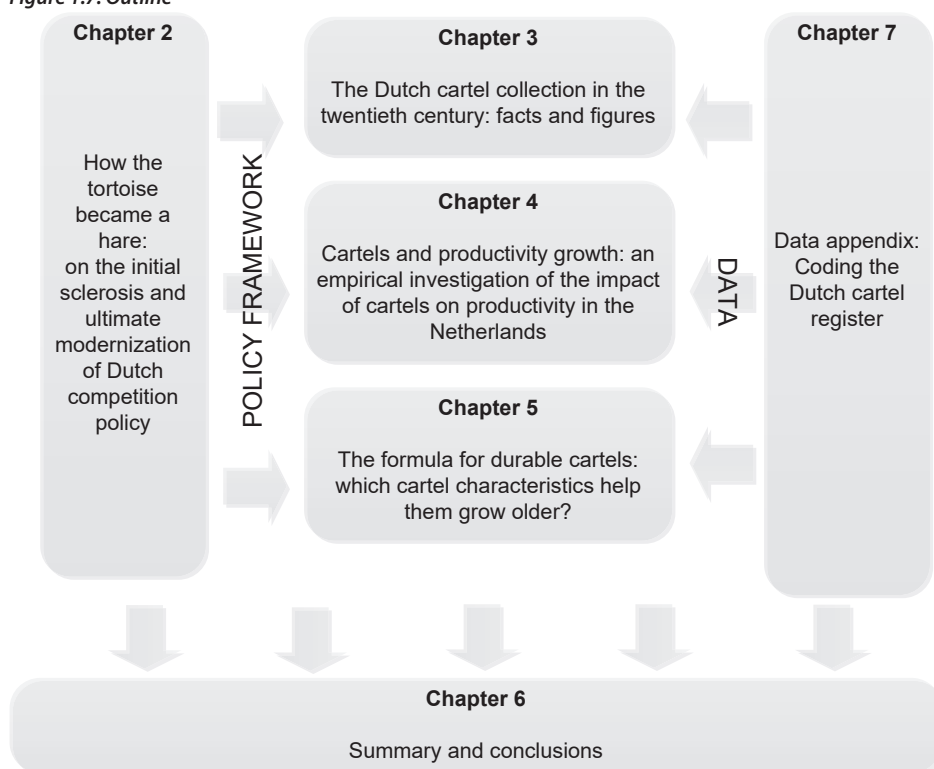 Figure 1.7. Outline
Chapter 2
How the
tortoise
became a
hare:
on the initial
sclerosis and
ultimate
modernization
of Dutch
competition
policy
POLICY FRAMEWORK
Chapter 3
The Dutch cartel collection in the
twentieth century: facts and figures
Chapter 4
Cartels and productivity growth: an
empirical investigation of the impact
of cartels on productivity in the
Netherlands
Chapter 5
The formula for durable cartels:
which cartel characteristics help
them grow older?
DATA
Chapter 7
Data appendix:
Coding the
Dutch cartel
register
Chapter 6
Summary and conclusions